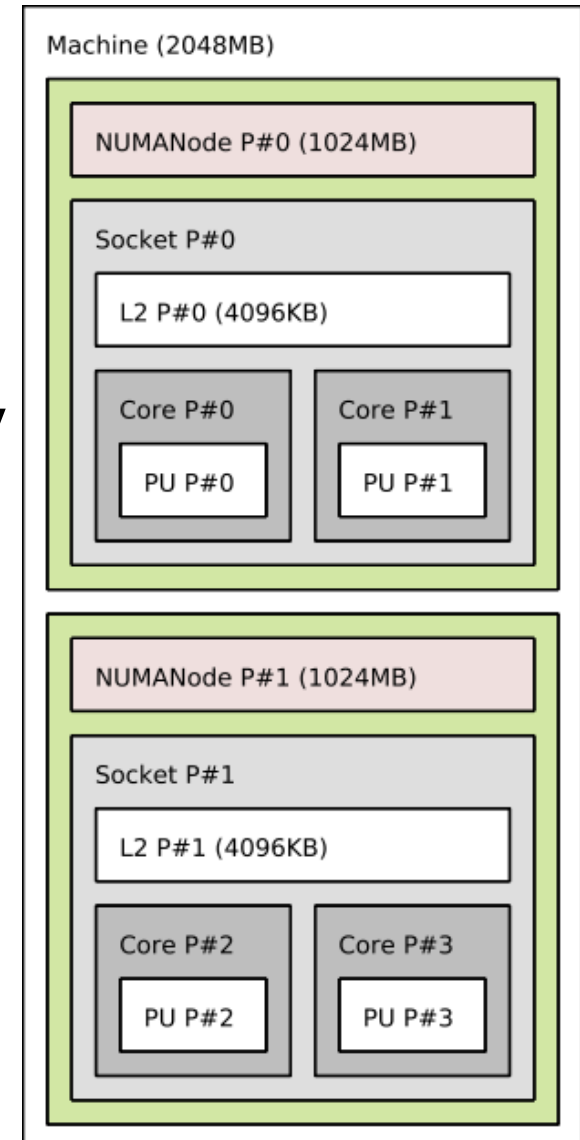 Machine (2048MB)
NUMANode P#0 (1024MB)
Socket P#0
L2 P#0 (4096KB)
Core P#0 Core P#1
PU P#0 PU P#1
NUMANode P#1 (1024MB)
Socket P#1
L2 P#1 (4096KB)
Core P#2 Core P#3
PU P#2 PU P#3